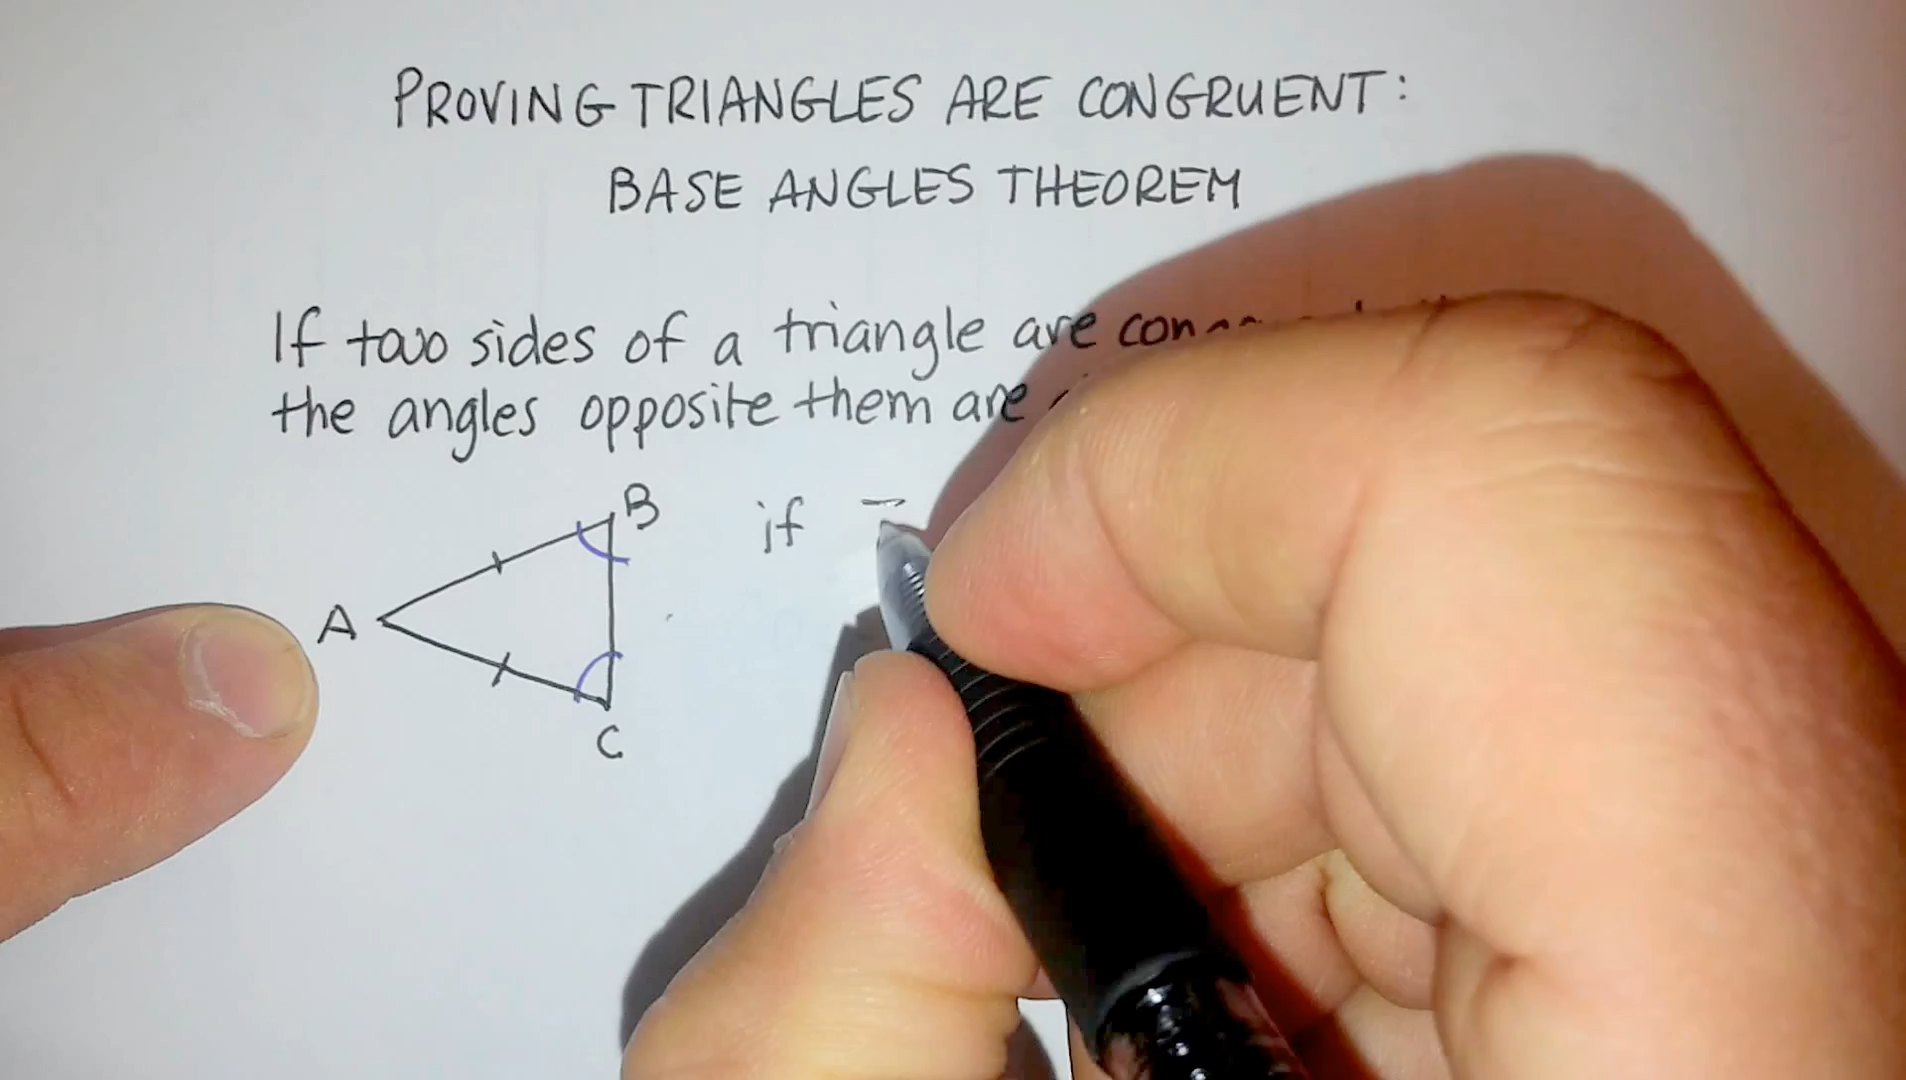 PROVING TRIANGLES ARE CONGRUENT:
BASE ANGLES THEOREM
If two sides of a triangle are
the angles opposite them are
B
if
A
C